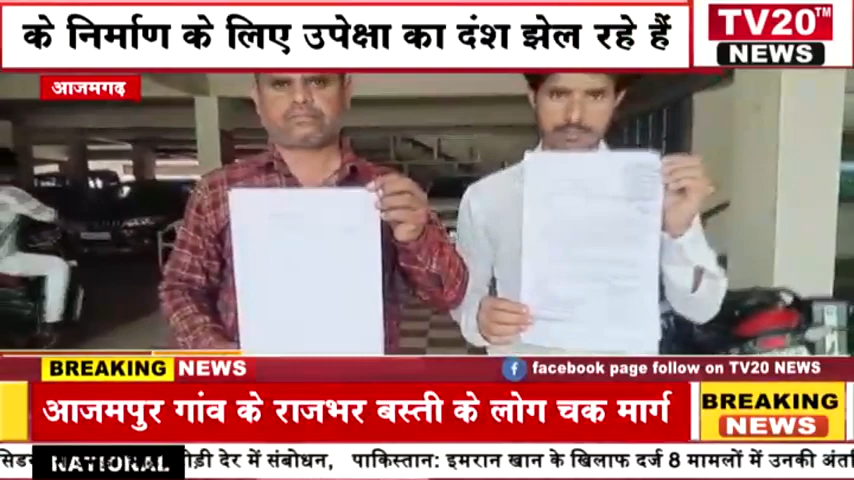 के निर्माण के लिए उपेक्षा का दंश झेल रहे हैं
TV20™
NEWS
आजमगढ़
BREAKING NEWS
facebook page follow on TV20 NEWS
आजमपुर गांव के राजभर बस्ती के लोग चक मार्ग
BREAKING
NEWS
NATIONAL
देर में संबोधन, पाकिस्तान: इमरान खान के खिलाफ दर्ज 8 मामलों में उनकी